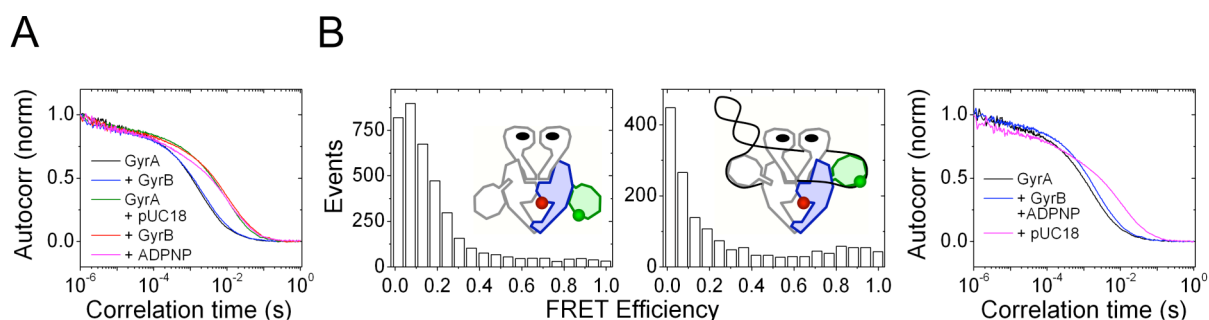 A
B
Autocorr (norm)
1.0
0.5
0.0
GyrA
+ GyrB
GyrA
+ pUC18
+ GyrB
+ ADPNP
10-6
10-4
10-2
100
Correlation time (s)
Events
750
500
250
0
0.0 0.2 0.4 0.6 0.8 1.0
400
200
0
0.0 0.2 0.4 0.6 0.8 1.0
FRET Efficiency
Autocorr (norm)
1.0
0.5
0.0
GyrA
+ GyrB
+ADPNP
+ pUC18
10-6
10-4
10-2
100
Correlation time (s)